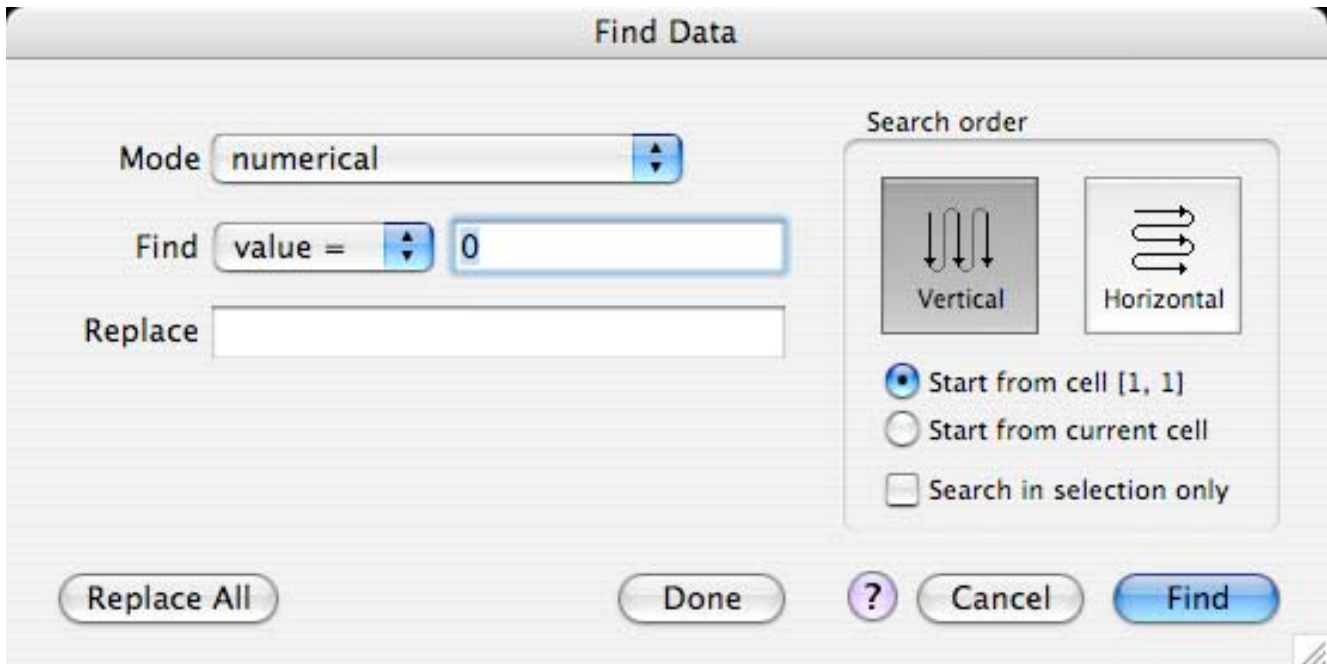 Find Data
Mode numerical
Find value = 0
Replace
Search order
Vertical Horizontal
Start from cell [1, 1]
Start from current cell
Search in selection only
Replace All Done ? Cancel Find